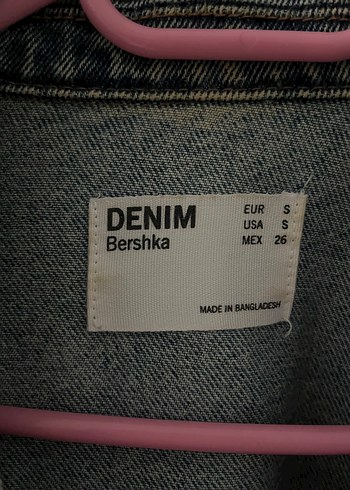 DENIM
Bershka
EUR S
USA S
MEX 26
MADE IN BANGLADESH